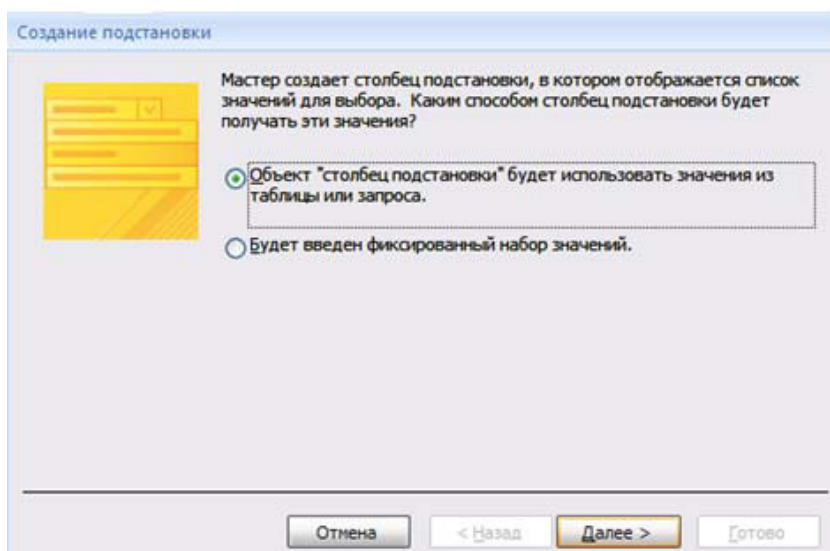 Создание подстановки
Мастер создает столбец подстановки, в котором отображается список
значений для выбора. Каким способом столбец подстановки будет
получать эти значения?
Объект "столбец подстановки" будет использовать значения из
таблицы или запроса.
Будет введен фиксированный набор значений.
Отмена < Назад Далее > Готово